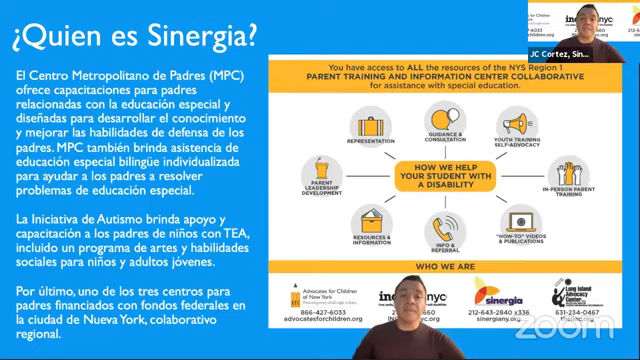 ¿Quien es Sinergia?
El Centro Metropolitano de Padres (MPC)
ofrece capacitaciones para padres
relacionadas con la educación especial y
diseñadas para desarrollar el conocimiento
y mejorar las habilidades de defensa de los
padres. MPC también brinda asistencia de
educación especial bilingüe individualizada
para ayudar a los padres a resolver
problemas de educación especial.
La Iniciativa de Autismo brinda apoyo y
capacitación a los padres de niños con TEA,
incluido un programa de artes y habilidades
sociales para niños y adultos jóvenes.
Por último, uno de los tres centros para
padres financiados con fondos federales en
la ciudad de Nueva York, colaborativo
regional.
JC Cortez, Sin...
You have access to ALL the resources of the NYS Region 1
PARENT TRAINING AND INFORMATION CENTER COLLABORATIVE
for assistance with special education.
REPRESENTATION
GUIDANCE &
CONSULTATION
YOUTH TRAINING
SELF-ADVOCACY
PARENT
LEADERSHIP
DEVELOPMENT
HOW WE HELP
YOUR STUDENT WITH
A DISABILITY
IN-PERSON PARENT
TRAINING
RESOURCES &
INFORMATION
INFO &
REFERRAL
"HOW-TO" VIDEOS
& PUBLICATIONS
WHO WE ARE
Advocates for Children
of New York
866-427-6033
advocatesforchildren.org
nyc
660
sinergia
212-643-2840 x336
sinergiany.org
Long Island
Advocacy
Center
631-234-0467
zoom